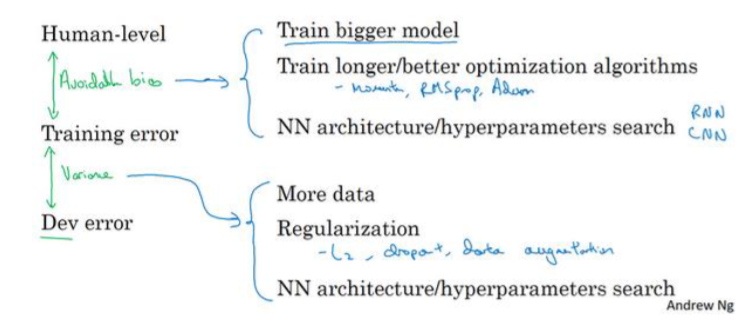 Human-level
Avoidable bias
Training error
Variance
Dev error
Train bigger model
Train longer/better optimization algorithms
- momentum, RMSprop, Adam
NN architecture/hyperparameters search
RNN
CNN
More data
Regularization
- L2, dropout, data augmentation
NN architecture/hyperparameters search
Andrew Ng